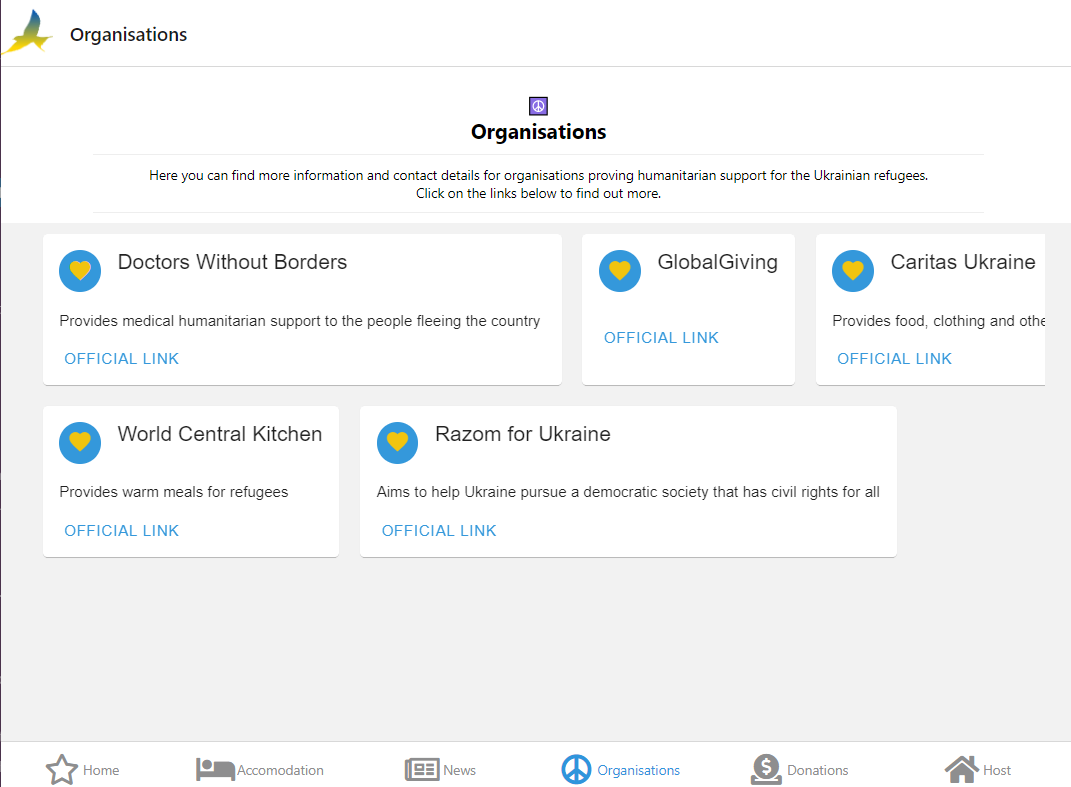 Organisations
Organisations
Here you can find more information and contact details for organisations proving humanitarian support for the Ukrainian refugees.
Click on the links below to find out more.
Doctors Without Borders
Provides medical humanitarian support to the people fleeing the country
OFFICIAL LINK
GlobalGiving
OFFICIAL LINK
Caritas Ukraine
Provides food, clothing and othe
OFFICIAL LINK
World Central Kitchen
Provides warm meals for refugees
OFFICIAL LINK
Razom for Ukraine
Aims to help Ukraine pursue a democratic society that has civil rights for all
OFFICIAL LINK
Home
Accomodation
News
Organisations
Donations
Host